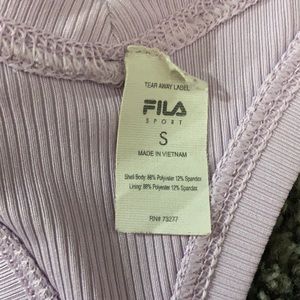 TEAR AWAY LABEL
FILA
SPORT
S
MADE IN VIETNAM
Shell Body: 88% Polyester 12% Spandex
Lining: 88% Polyester 12% Spandex
RN# 73277